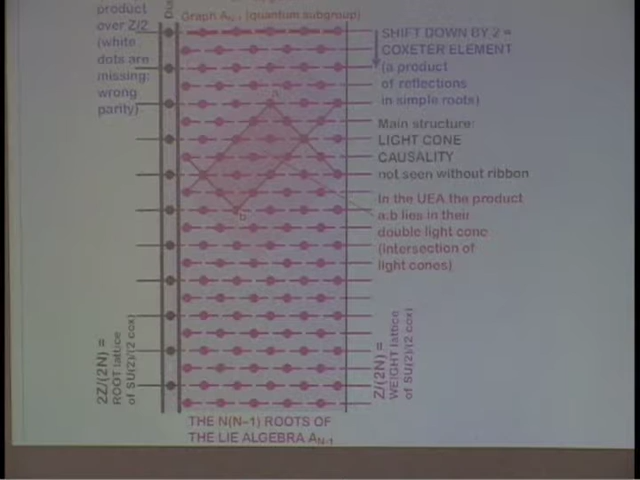 product
over Z/2
(white
dots are
missing:
wrong
parity)
Graph A (quantum subgroup)
SHIFT DOWN BY 2 =
COXETER ELEMENT
(a product
of reflections
in simple roots)
Main structure:
LIGHT CONE
CAUSALITY
not seen without ribbon
In the UEA the product
a.b lies in their
double light cone
(intersection of
light cones)
a
b
2Z/(2N) =
ROOT lattice
of SU(2)/(2 cox)
Z/(2N) =
WEIGHT lattice
of SU(2)/(2 cox)
THE N(N–1) ROOTS OF
THE LIE ALGEBRA A N-1